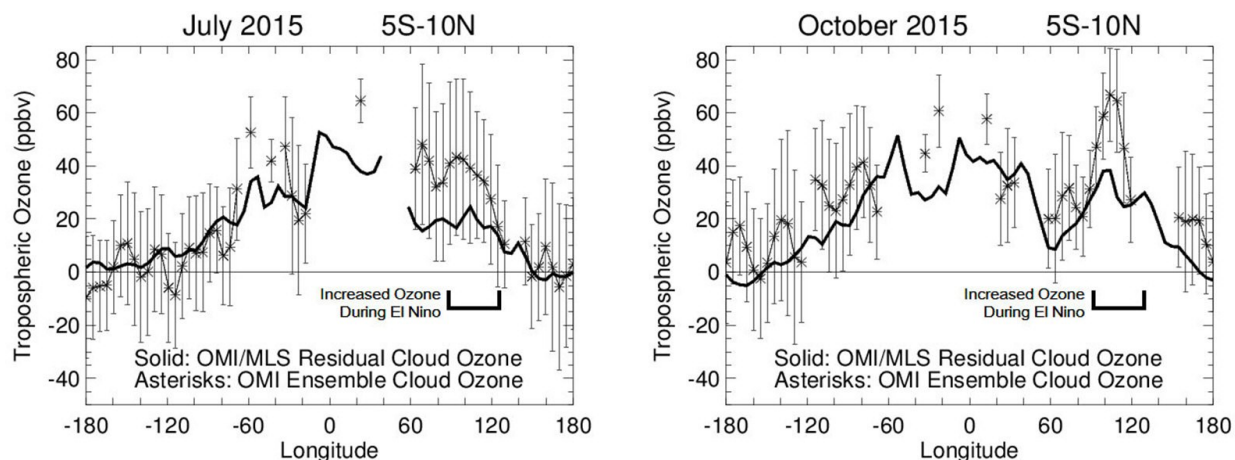 July 2015 5S-10N
Tropospheric Ozone (ppbv)
80
60
40
20
0
-20
-40
Increased Ozone
During El Nino
Solid: OMI/MLS Residual Cloud Ozone
Asterisks: OMI Ensemble Cloud Ozone
-180 -120 -60 0 60 120 180
Longitude
October 2015 5S-10N
Tropospheric Ozone (ppbv)
80
60
40
20
0
-20
-40
Increased Ozone
During El Nino
Solid: OMI/MLS Residual Cloud Ozone
Asterisks: OMI Ensemble Cloud Ozone
-180 -120 -60 0 60 120 180
Longitude